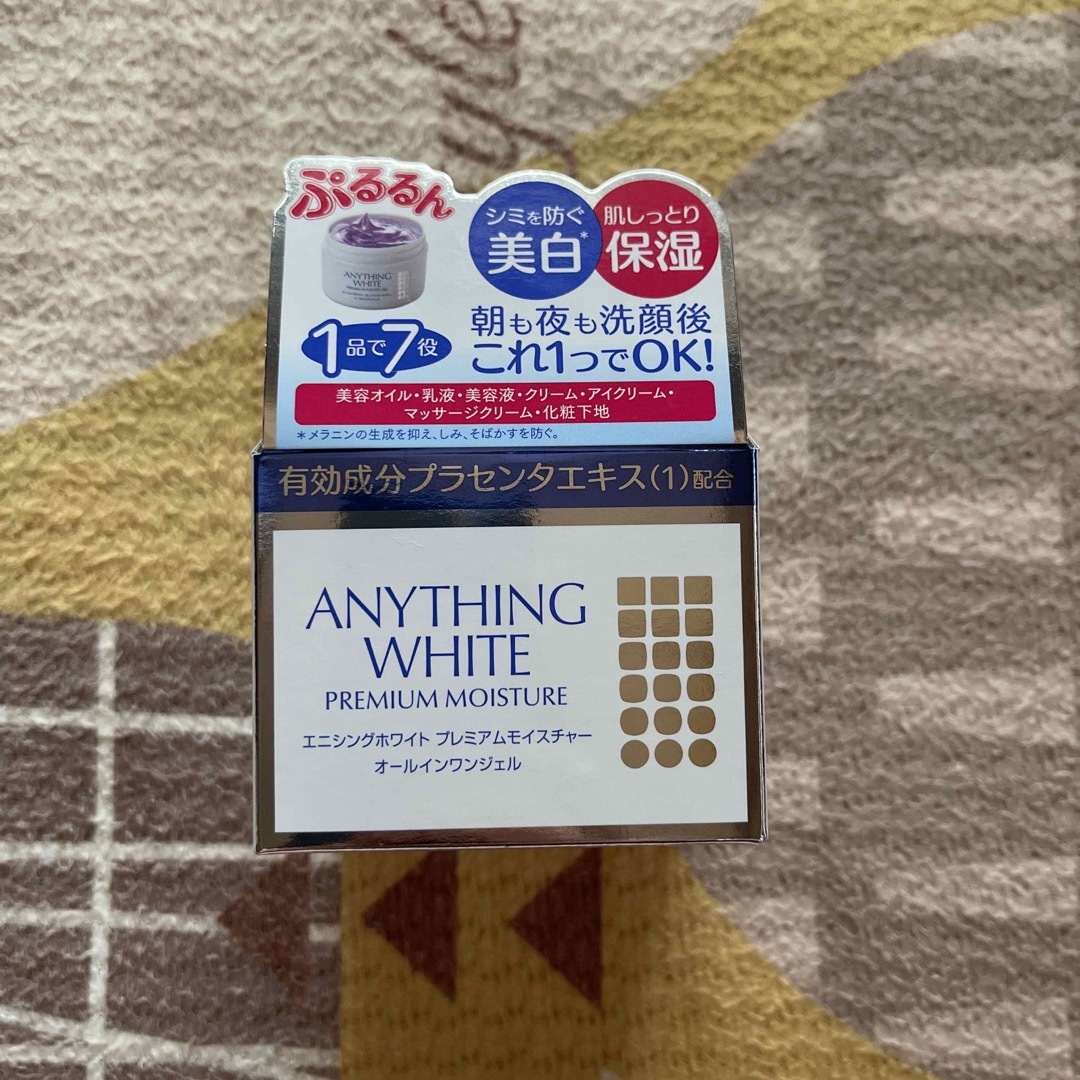 ぷるるん
ANYTHING
WHITE
シミを防ぐ
美白*
肌しっとり
保湿
1品で7役
朝も夜も洗顔後
これ1つでOK!
美容オイル・乳液・美容液・クリーム・アイクリーム・
マッサージクリーム・化粧下地
*メラニンの生成を抑え、しみ、そばかすを防ぐ。
有効成分プラセンタエキス(1)配合
ANYTHING
WHITE
PREMIUM MOISTURE
エニシングホワイト プレミアムモイスチャー
オールインワンジェル